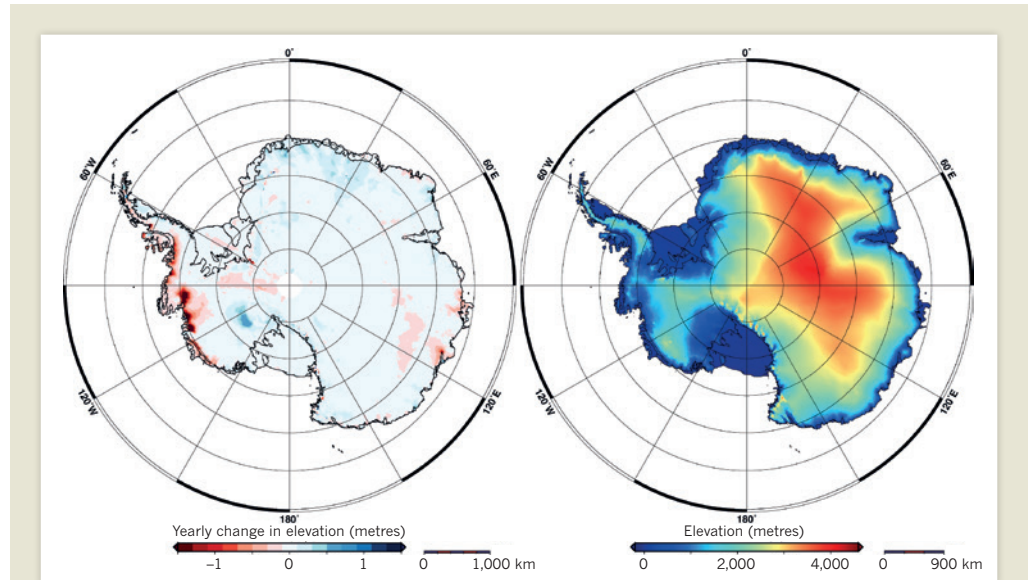 0°
0°
60°W
60°E
60°W
60°E
120°W
120°E
120°W
120°E
180°
180°
Yearly change in elevation (metres)
Elevation (metres)
–1 0 1 0 1,000 km
0 2,000 4,000 0 900 km